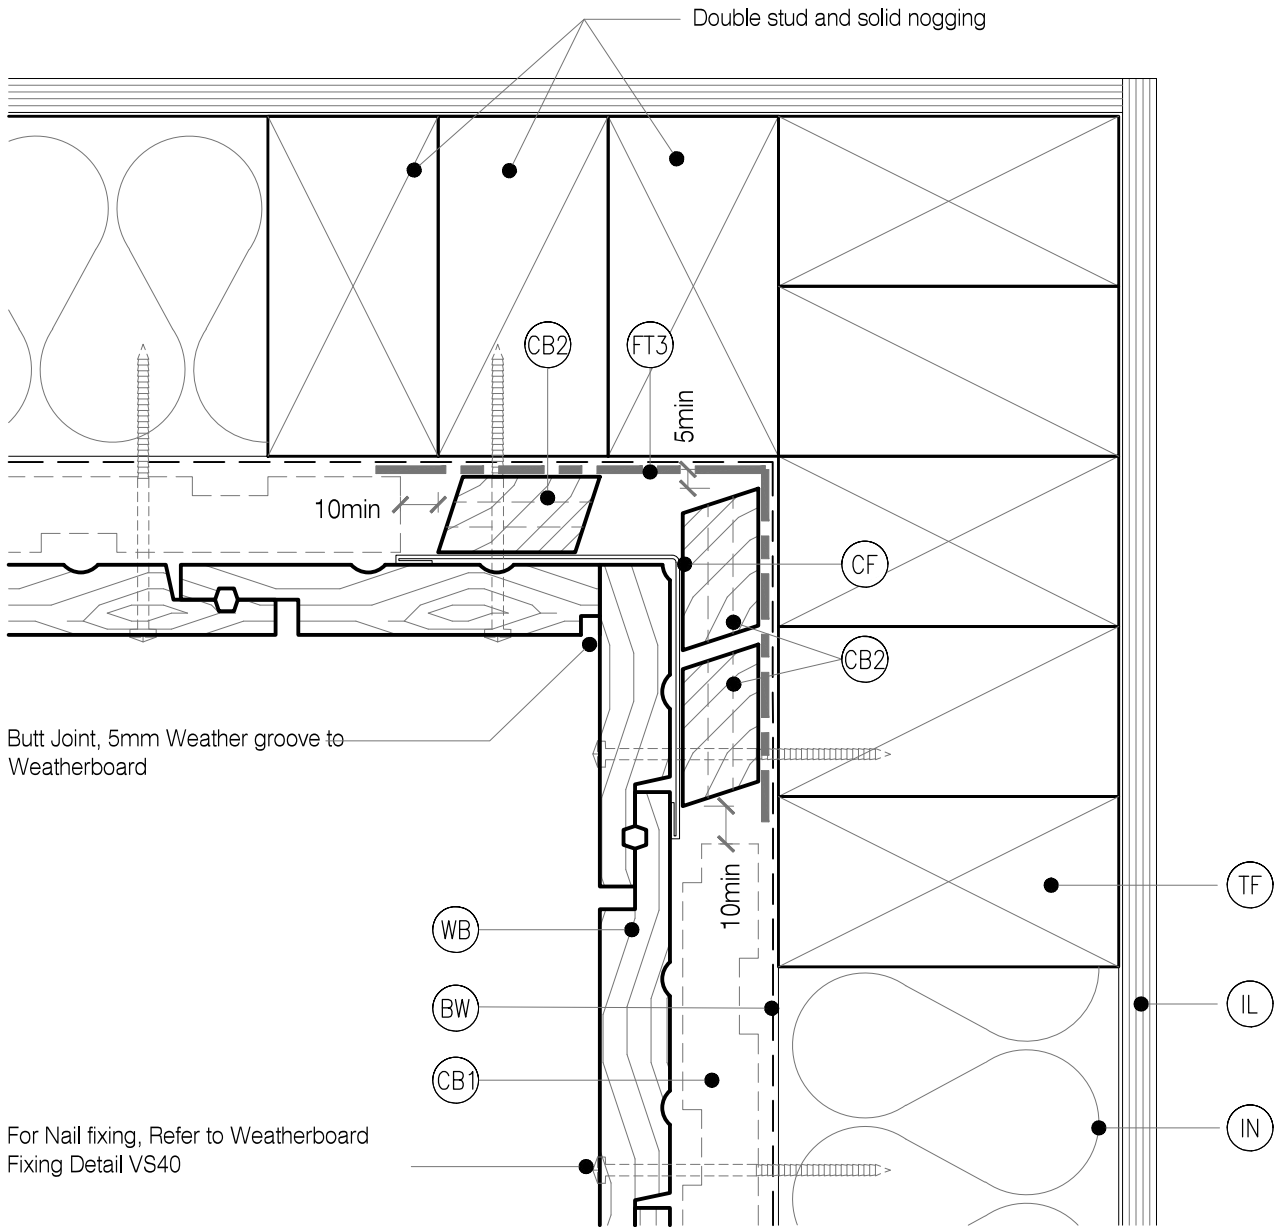 Double stud and solid nogging
CB2
FT3
5min
10min
CF
CB2
Butt Joint, 5mm Weather groove to
Weatherboard
10min
TF
WB
BW
IL
CB1
IN
For Nail fixing, Refer to Weatherboard
Fixing Detail VS40